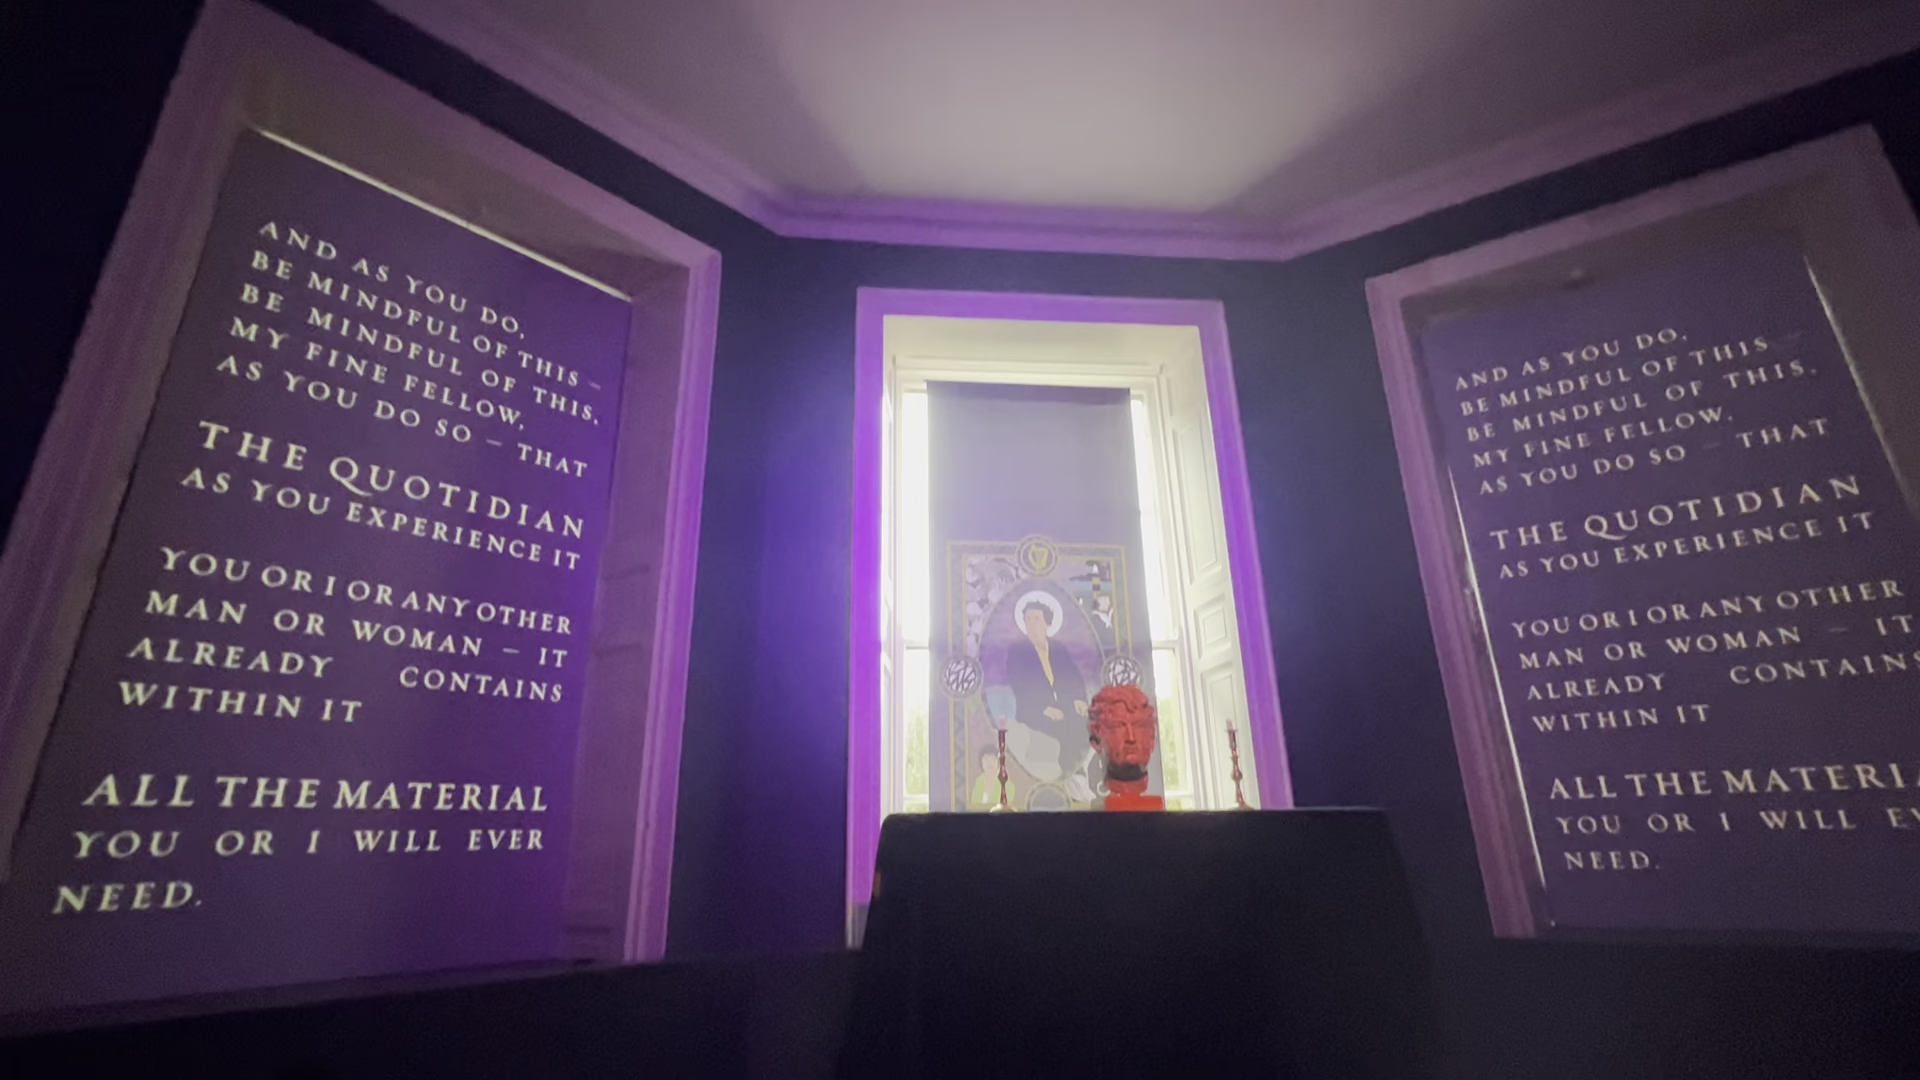 AND AS YOU DO,
BE MINDFUL OF THIS –
BE MINDFUL OF THIS,
MY FINE FELLOW,
AS YOU DO SO – THAT
THE QUOTIDIAN
AS YOU EXPERIENCE IT
YOU OR I OR ANY OTHER
MAN OR WOMAN – IT
ALREADY CONTAINS
WITHIN IT
ALL THE MATERIAL
YOU OR I WILL EVER
NEED.
AND AS YOU DO,
BE MINDFUL OF THIS –
BE MINDFUL OF THIS,
MY FINE FELLOW,
AS YOU DO SO – THAT
THE QUOTIDIAN
AS YOU EXPERIENCE IT
YOU OR I OR ANY OTHER
MAN OR WOMAN – IT
ALREADY CONTAINS
WITHIN IT
ALL THE MATERIA
YOU OR I WILL EV
NEED.